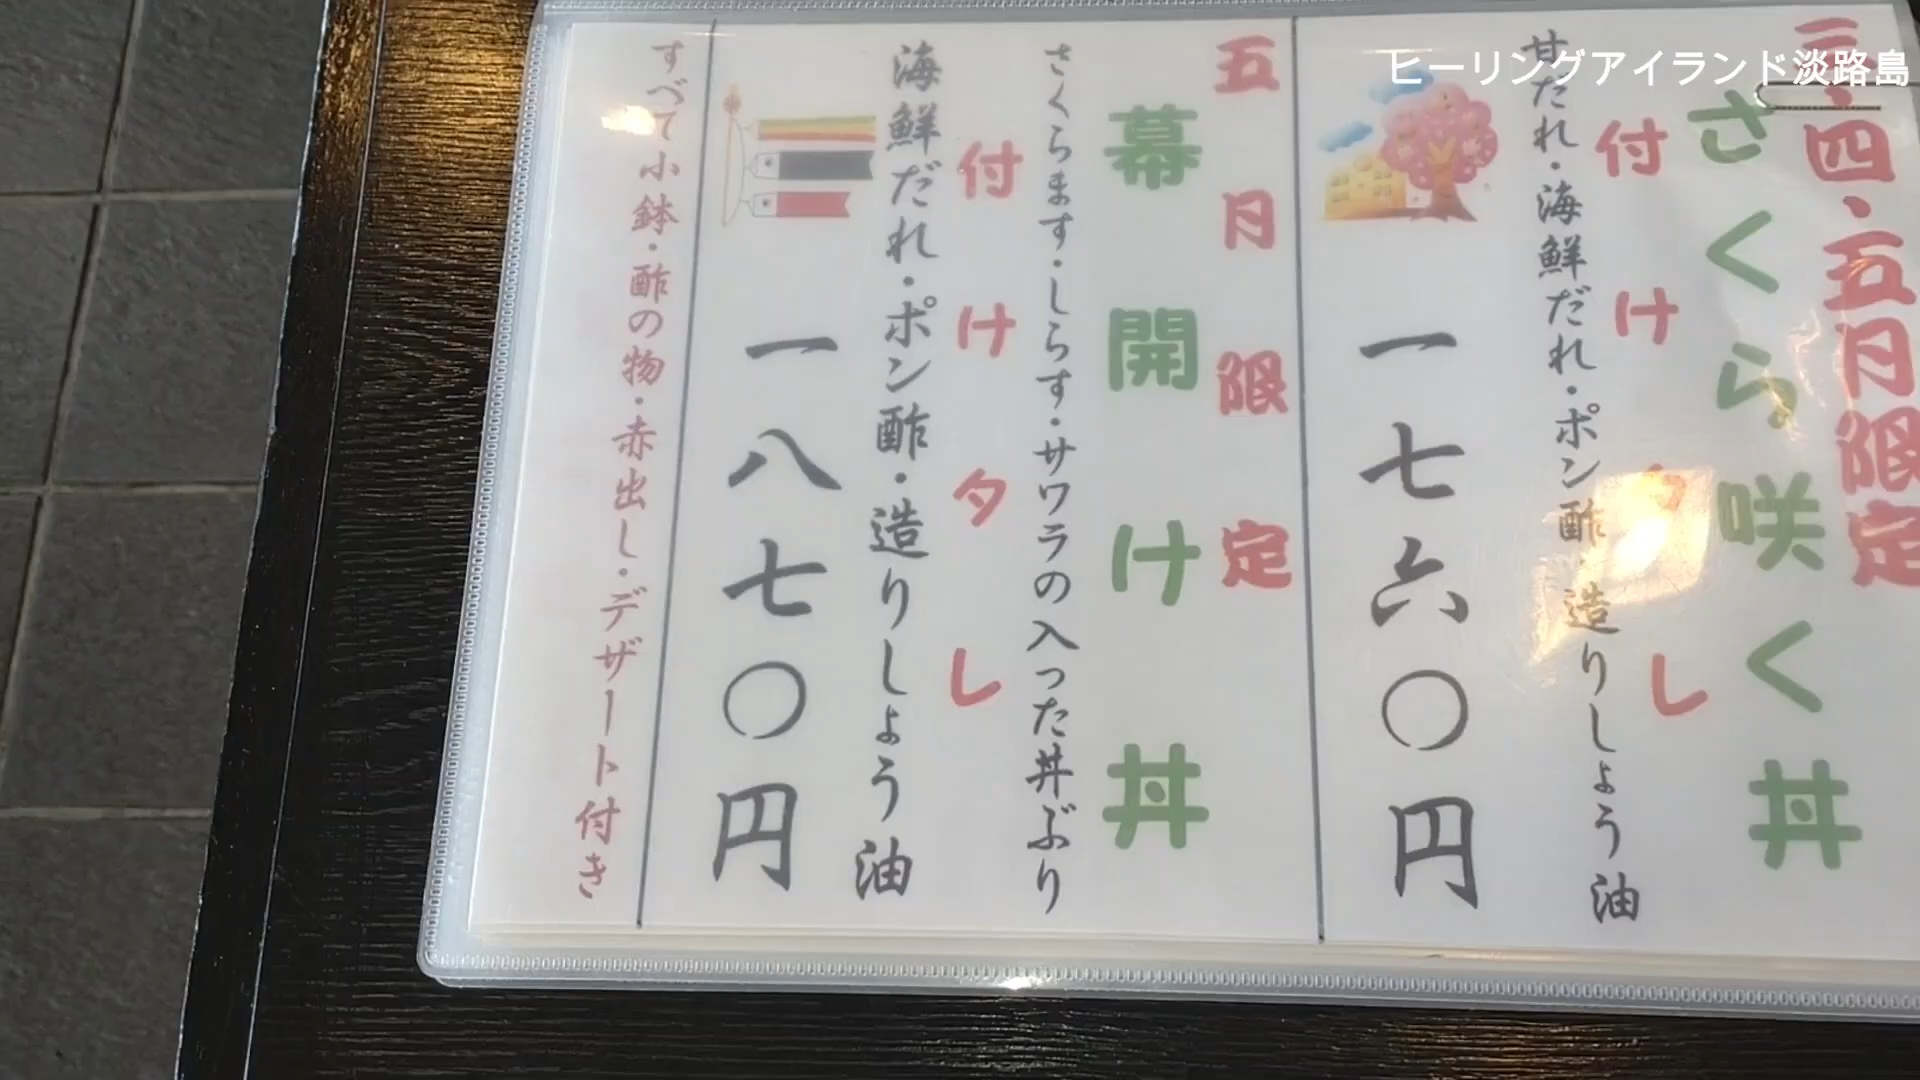 ヒーリングアイランド淡路島
四・五月限定
さくら咲く丼
付けタレ
甘だれ・海鮮だれ・ポン酢・造りしょう油
一七六〇円
五月限定
幕開け丼
さくらます・しらす・サワラの入った丼ぶり
付けタレ
海鮮だれ・ポン酢・造りしょう油
一八七〇円
すべて小鉢・酢の物・赤出し・デザート付き